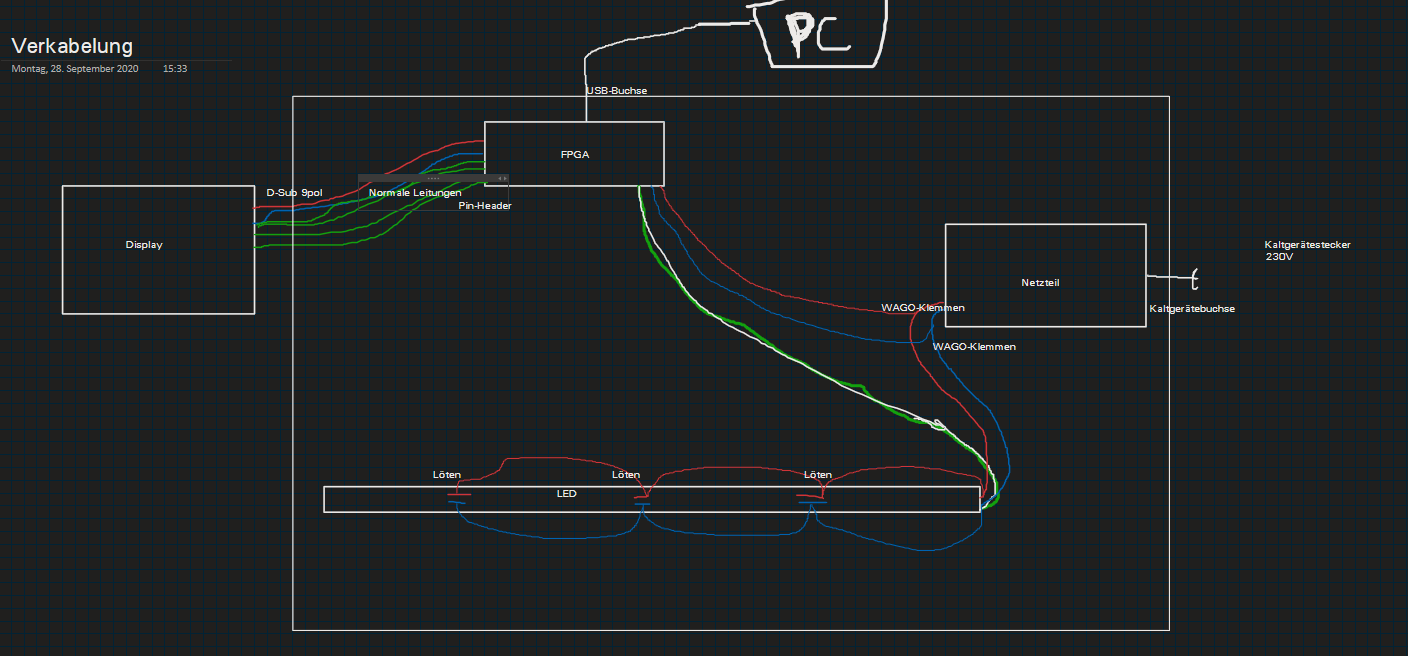 PC
Verkabelung
Montag, 28. September 2020 15:33
USB-Buchse
FPGA
D-Sub 9pol
Normale Leitungen
Pin-Header
Display
Kaltgerätestecker
230V
Netzteil
WAGO-Klemmen
Kaltgerätebuchse
WAGO-Klemmen
Löten
Löten
Löten
LED